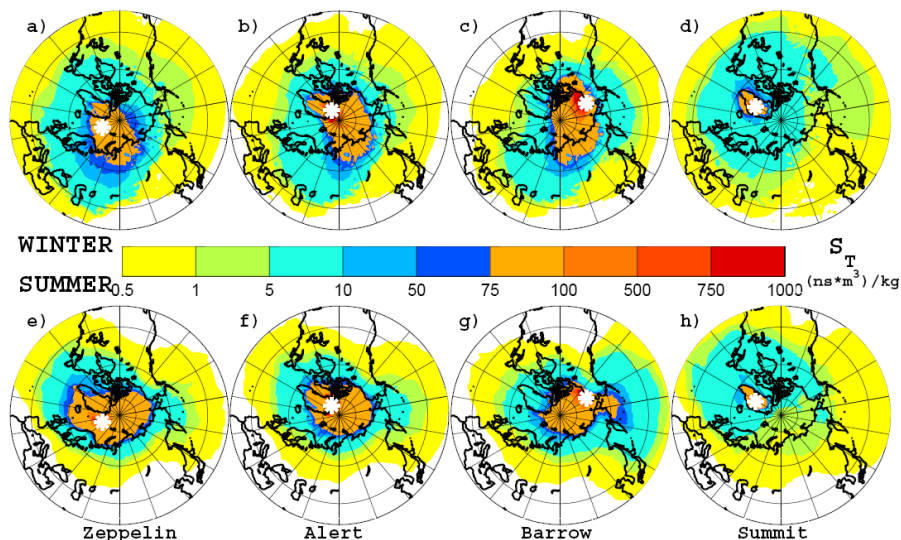 a) b) c) d)
WINTER
SUMMER
0.5 1 5 10 50 75 100 500 750 1000
S_T
(ns*m³)/kg
e) f) g) h)
Zeppelin Alert Barrow Summit